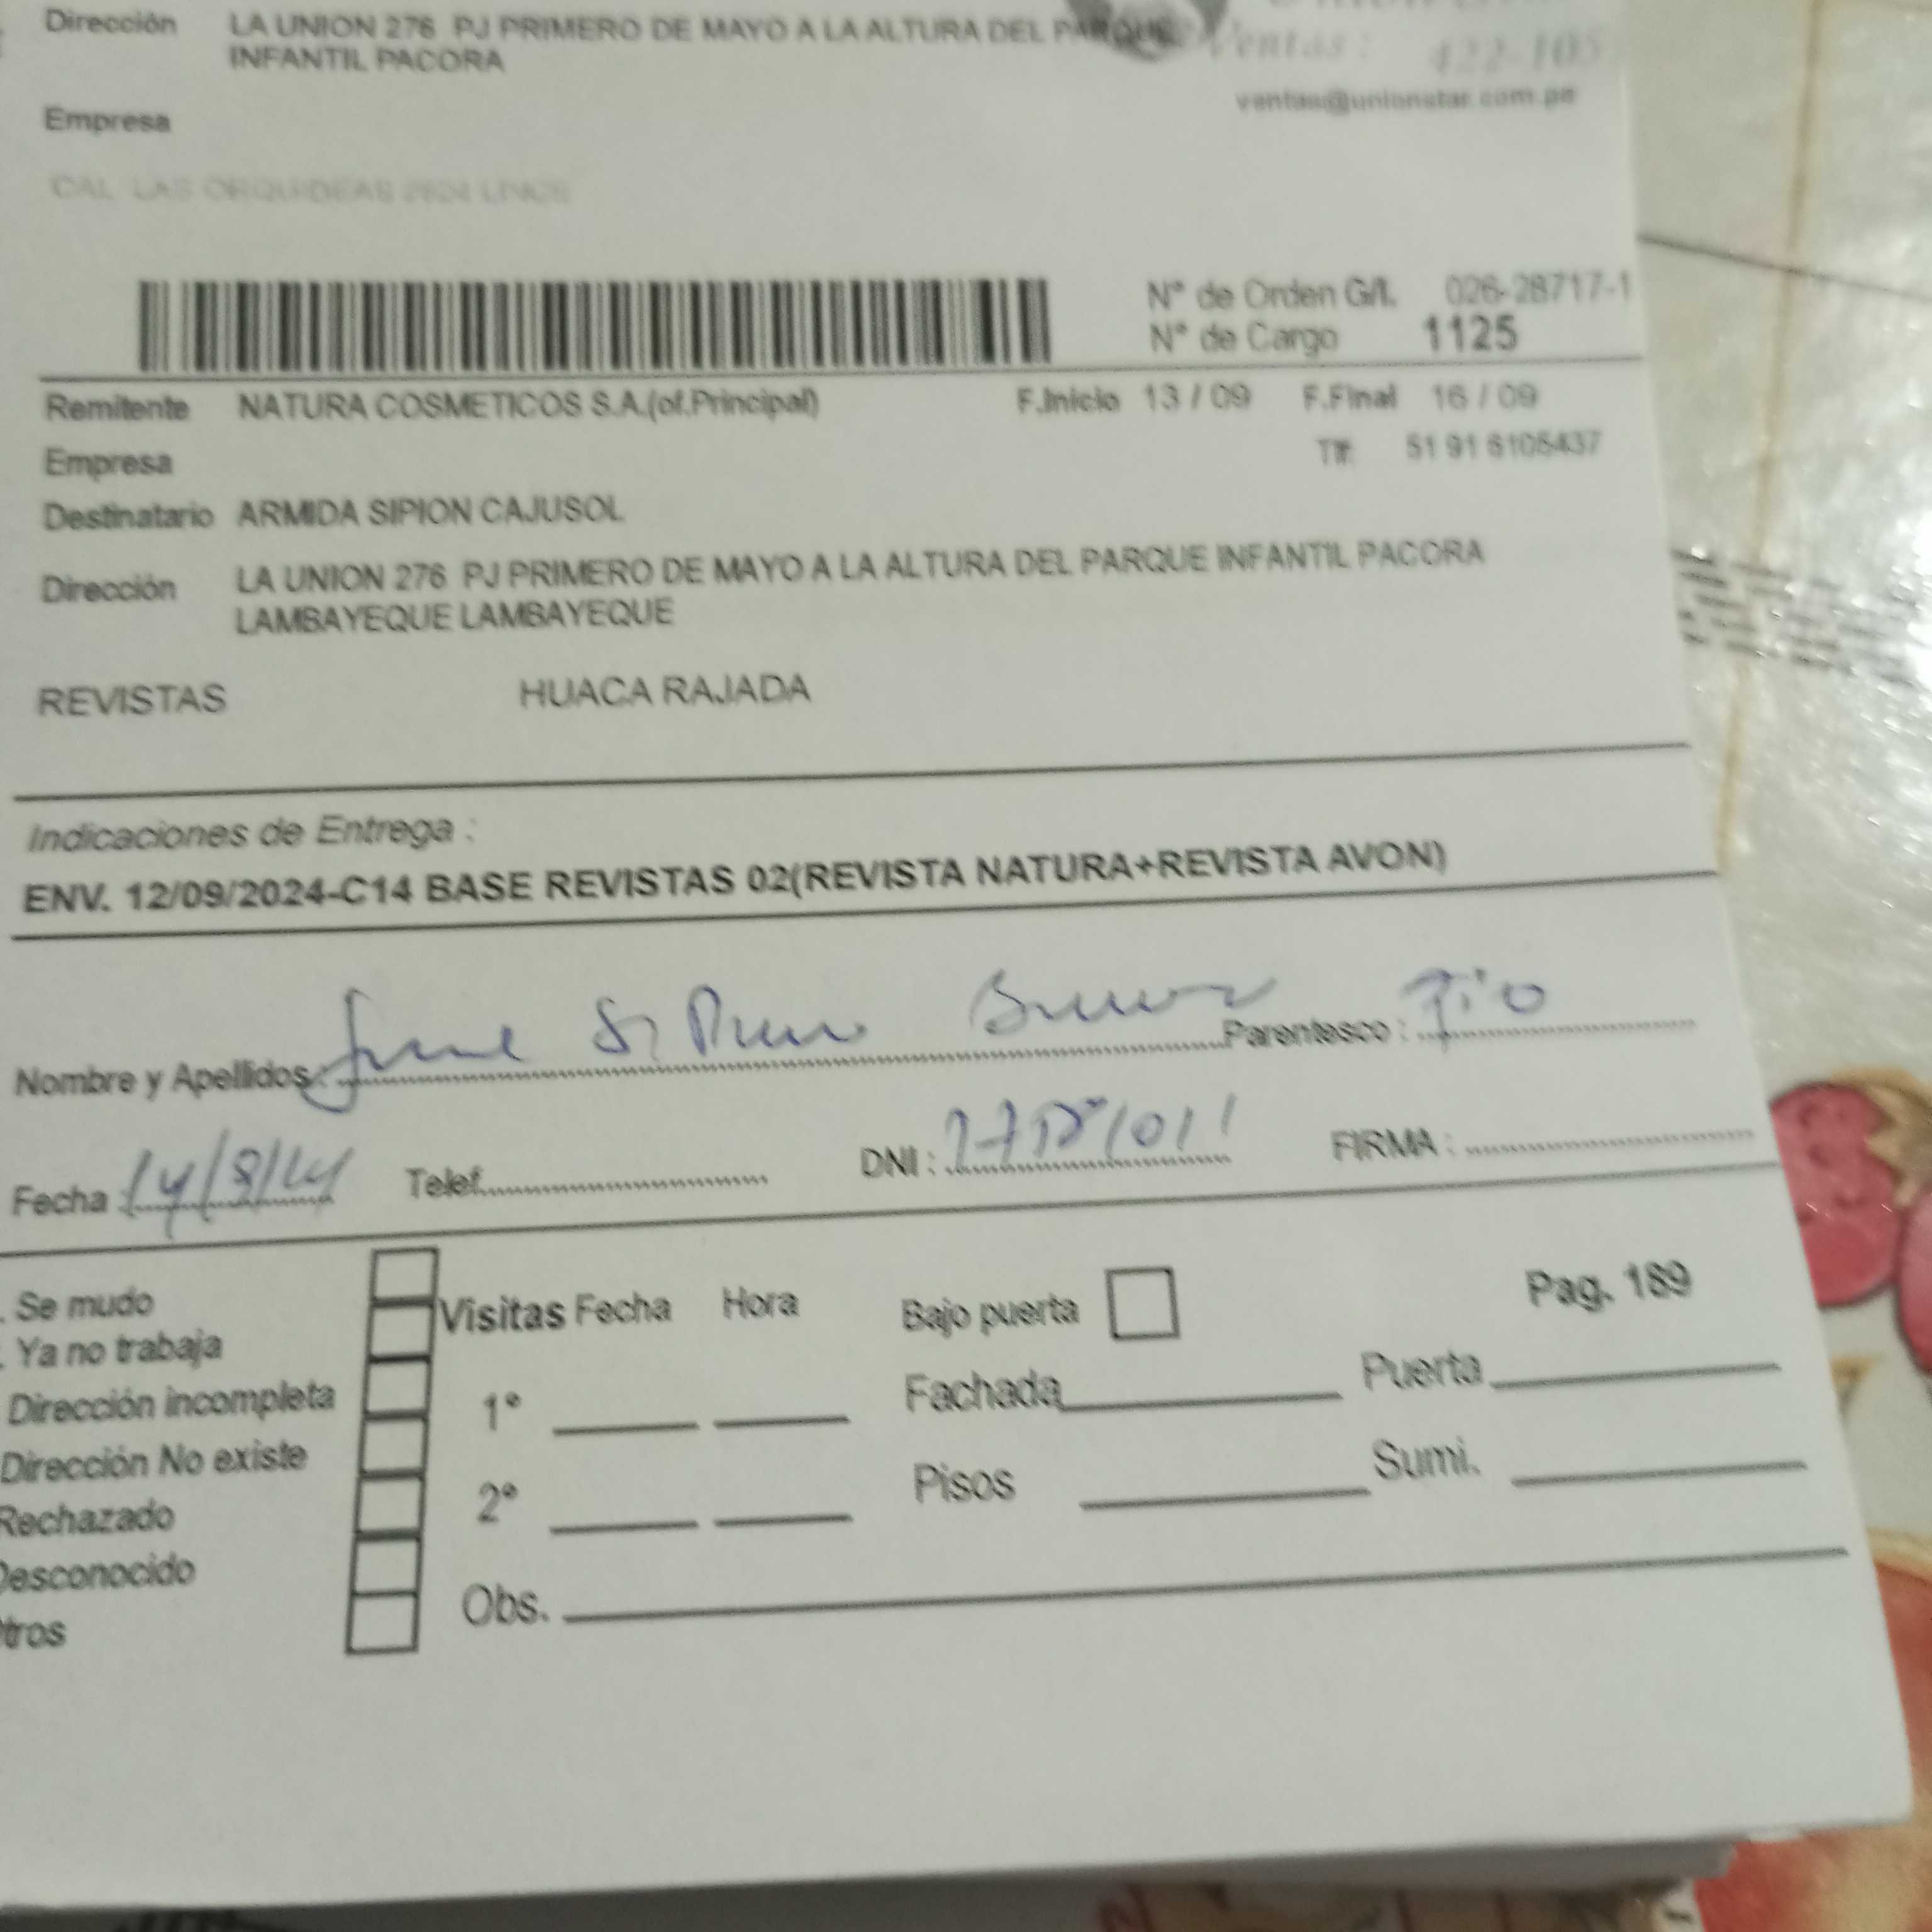 Dirección LA UNION 276 PJ PRIMERO DE MAYO A LA ALTURA DEL PARQUE
INFANTIL PACORA
Ventas : 422-105
ventas@unionstar.com.pe
Empresa
CAL LAS ORQUIDEAS
N° de Orden G/I. 026-28717-1
N° de Cargo 1125
Remitente NATURA COSMETICOS S.A.(of.Principal) F.Inicio 13 / 09 F.Final 16 / 09
Empresa Tlf: 51 91 6105437
Destinatario ARMIDA SIPION CAJUSOL
Dirección LA UNION 276 PJ PRIMERO DE MAYO A LA ALTURA DEL PARQUE INFANTIL PACORA
LAMBAYEQUE LAMBAYEQUE
REVISTAS HUACA RAJADA
Indicaciones de Entrega :
ENV. 12/09/2024-C14 BASE REVISTAS 02(REVISTA NATURA+REVISTA AVON)
Nombre y Apellidos : Parentesco : Tio
Fecha : Telef. DNI : FIRMA :
. Se mudo
. Ya no trabaja
Dirección incompleta
Dirección No existe
Rechazado
Desconocido
tros
Visitas Fecha Hora
1°
2°
Obs.
Bajo puerta
Pag. 189
Fachada Puerta
Pisos Sumi.